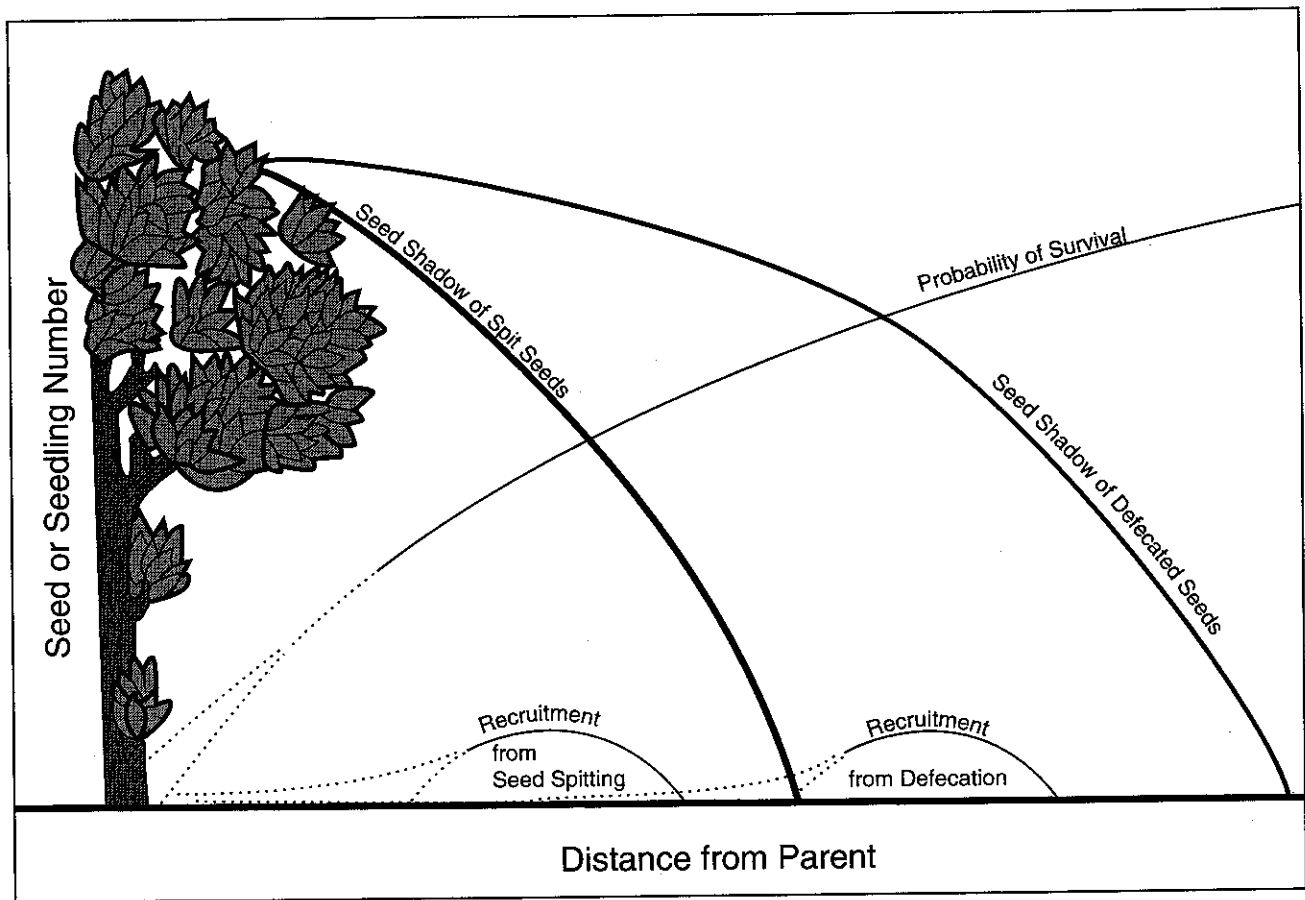 Seed or Seedling Number
Seed Shadow of Spit Seeds
Probability of Survival
Seed Shadow of Defecated Seeds
Recruitment
from
Seed Spitting
Recruitment
from Defecation
Distance from Parent